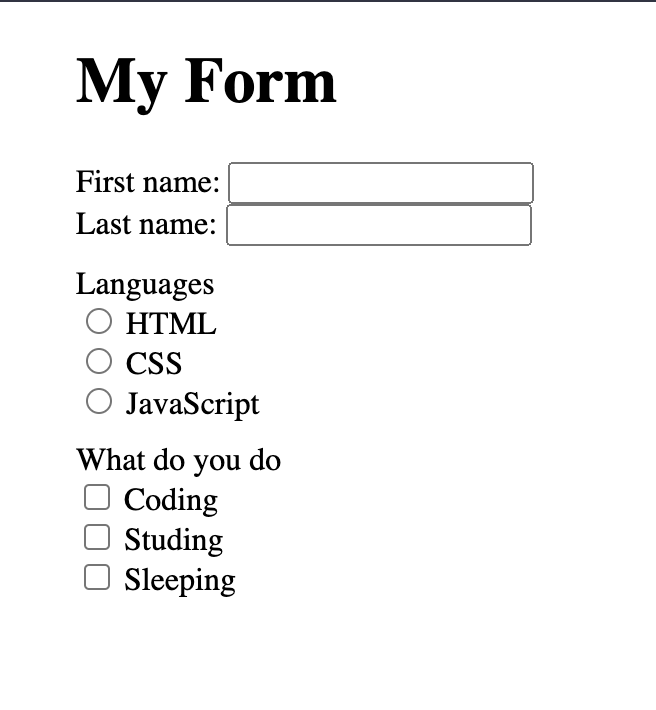 My Form
First name:
Last name:
Languages
HTML
CSS
JavaScript
What do you do
Coding
Studing
Sleeping